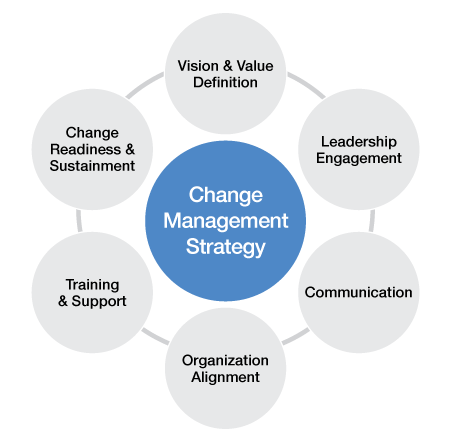 Vision & Value
Definition
Leadership
Engagement
Communication
Organization
Alignment
Training
& Support
Change
Readiness &
Sustainment
Change
Management
Strategy